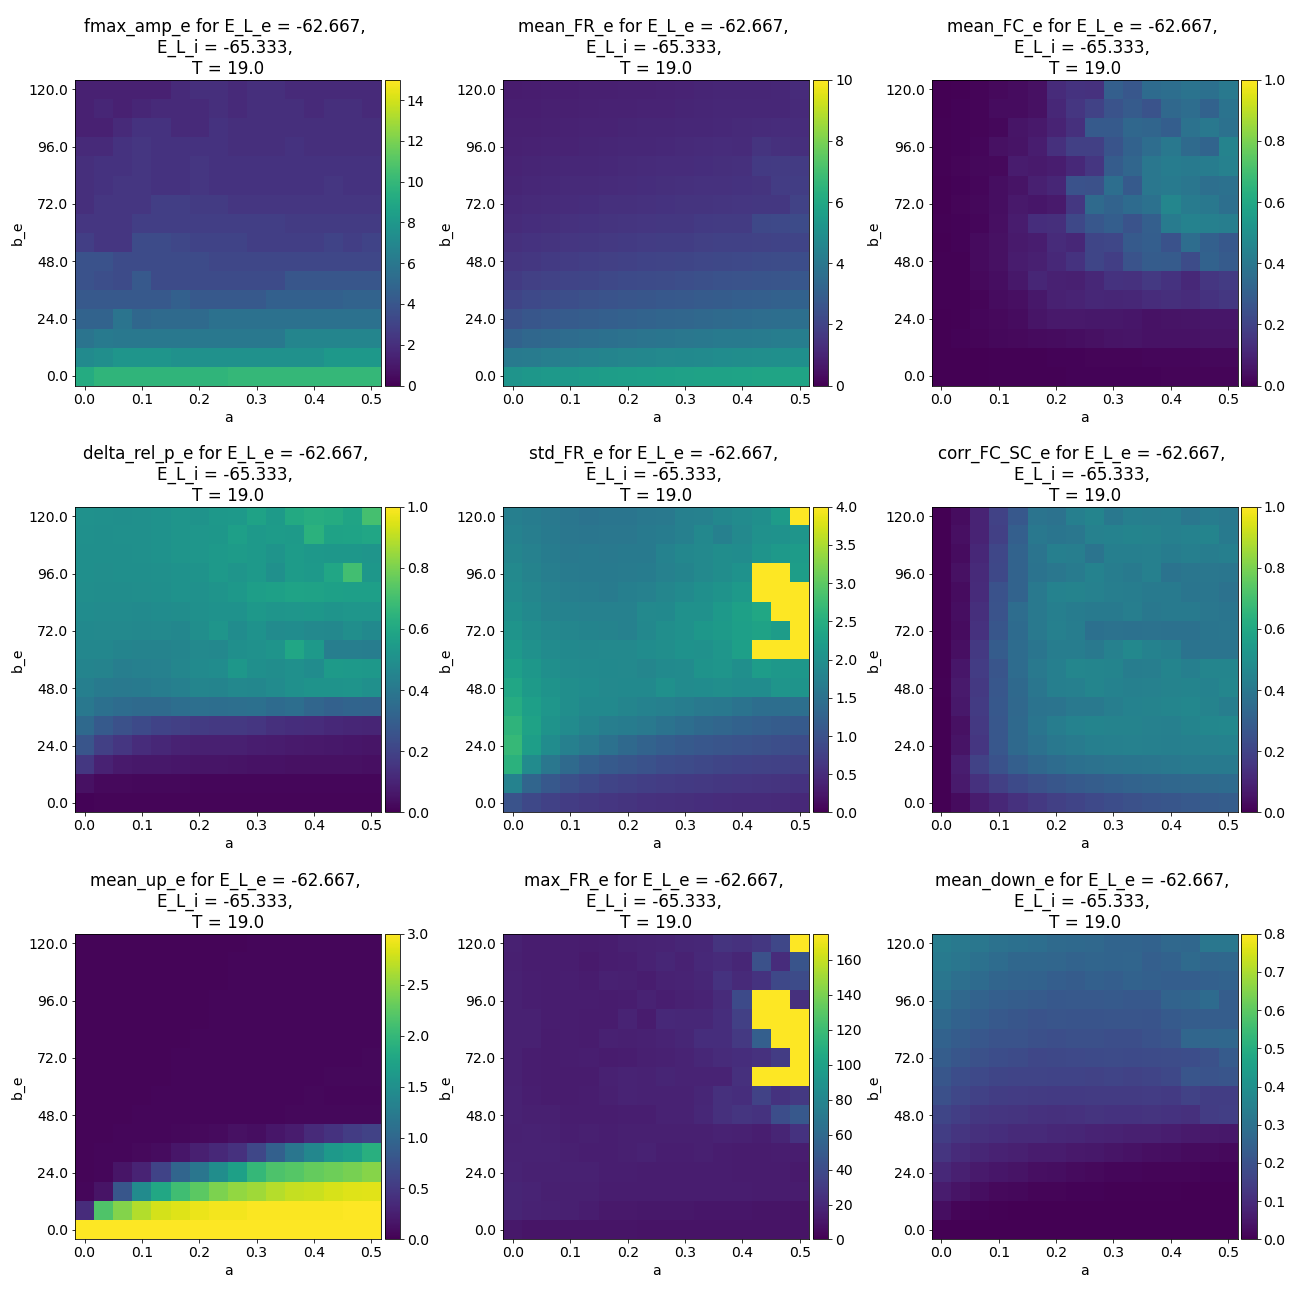 fmax_amp_e for E_L_e = -62.667,
E_L_i = -65.333,
T = 19.0
120.0
96.0
72.0
48.0
24.0
0.0
b_e
0.0 0.1 0.2 0.3 0.4 0.5
a
14
12
10
8
6
4
2
0
mean_FR_e for E_L_e = -62.667,
E_L_i = -65.333,
T = 19.0
120.0
96.0
72.0
48.0
24.0
0.0
b_e
0.0 0.1 0.2 0.3 0.4 0.5
a
10
8
6
4
2
0
mean_FC_e for E_L_e = -62.667,
E_L_i = -65.333,
T = 19.0
120.0
96.0
72.0
48.0
24.0
0.0
b_e
0.0 0.1 0.2 0.3 0.4 0.5
a
1.0
0.8
0.6
0.4
0.2
0.0
delta_rel_p_e for E_L_e = -62.667,
E_L_i = -65.333,
T = 19.0
120.0
96.0
72.0
48.0
24.0
0.0
b_e
0.0 0.1 0.2 0.3 0.4 0.5
a
1.0
0.8
0.6
0.4
0.2
0.0
std_FR_e for E_L_e = -62.667,
E_L_i = -65.333,
T = 19.0
120.0
96.0
72.0
48.0
24.0
0.0
b_e
0.0 0.1 0.2 0.3 0.4 0.5
a
4.0
3.5
3.0
2.5
2.0
1.5
1.0
0.5
0.0
corr_FC_SC_e for E_L_e = -62.667,
E_L_i = -65.333,
T = 19.0
120.0
96.0
72.0
48.0
24.0
0.0
b_e
0.0 0.1 0.2 0.3 0.4 0.5
a
1.0
0.8
0.6
0.4
0.2
0.0
mean_up_e for E_L_e = -62.667,
E_L_i = -65.333,
T = 19.0
120.0
96.0
72.0
48.0
24.0
0.0
b_e
0.0 0.1 0.2 0.3 0.4 0.5
a
3.0
2.5
2.0
1.5
1.0
0.5
0.0
max_FR_e for E_L_e = -62.667,
E_L_i = -65.333,
T = 19.0
120.0
96.0
72.0
48.0
24.0
0.0
b_e
0.0 0.1 0.2 0.3 0.4 0.5
a
160
140
120
100
80
60
40
20
0
mean_down_e for E_L_e = -62.667,
E_L_i = -65.333,
T = 19.0
120.0
96.0
72.0
48.0
24.0
0.0
b_e
0.0 0.1 0.2 0.3 0.4 0.5
a
0.8
0.7
0.6
0.5
0.4
0.3
0.2
0.1
0.0